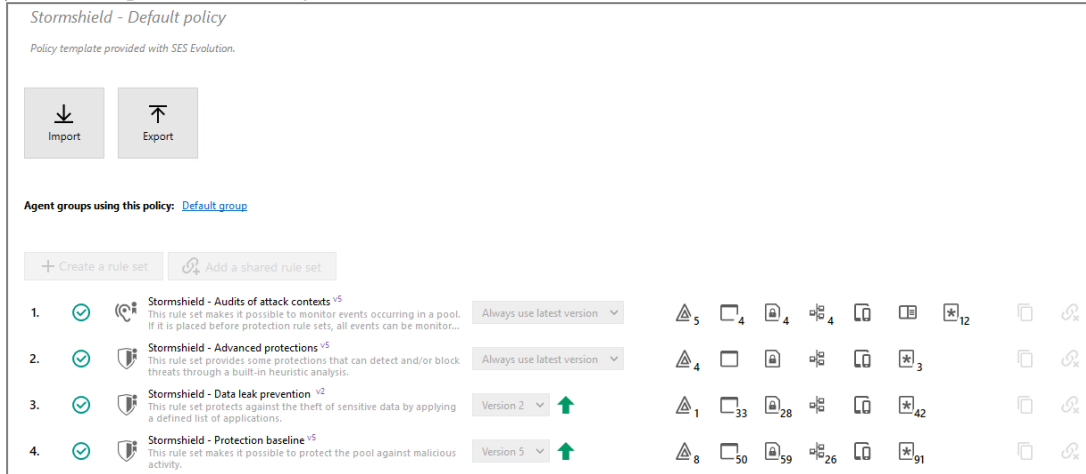 Stormshield - Default policy
Policy template provided with SES Evolution.
Import
Export
Agent groups using this policy: Default group
+ Create a rule set
Add a shared rule set
1.
Stormshield - Audits of attack contexts v5
This rule set makes it possible to monitor events occurring in a pool.
If it is placed before protection rule sets, all events can be monitor...
Always use latest version
5
4
4
4
12
2.
Stormshield - Advanced protections v5
This rule set provides some protections that can detect and/or block
threats through a built-in heuristic analysis.
Always use latest version
4
3
3.
Stormshield - Data leak prevention v2
This rule set protects against the theft of sensitive data by applying
a defined list of applications.
Version 2
1
33
28
42
4.
Stormshield - Protection baseline v5
This rule set makes it possible to protect the pool against malicious
activity.
Version 5
8
50
59
26
91